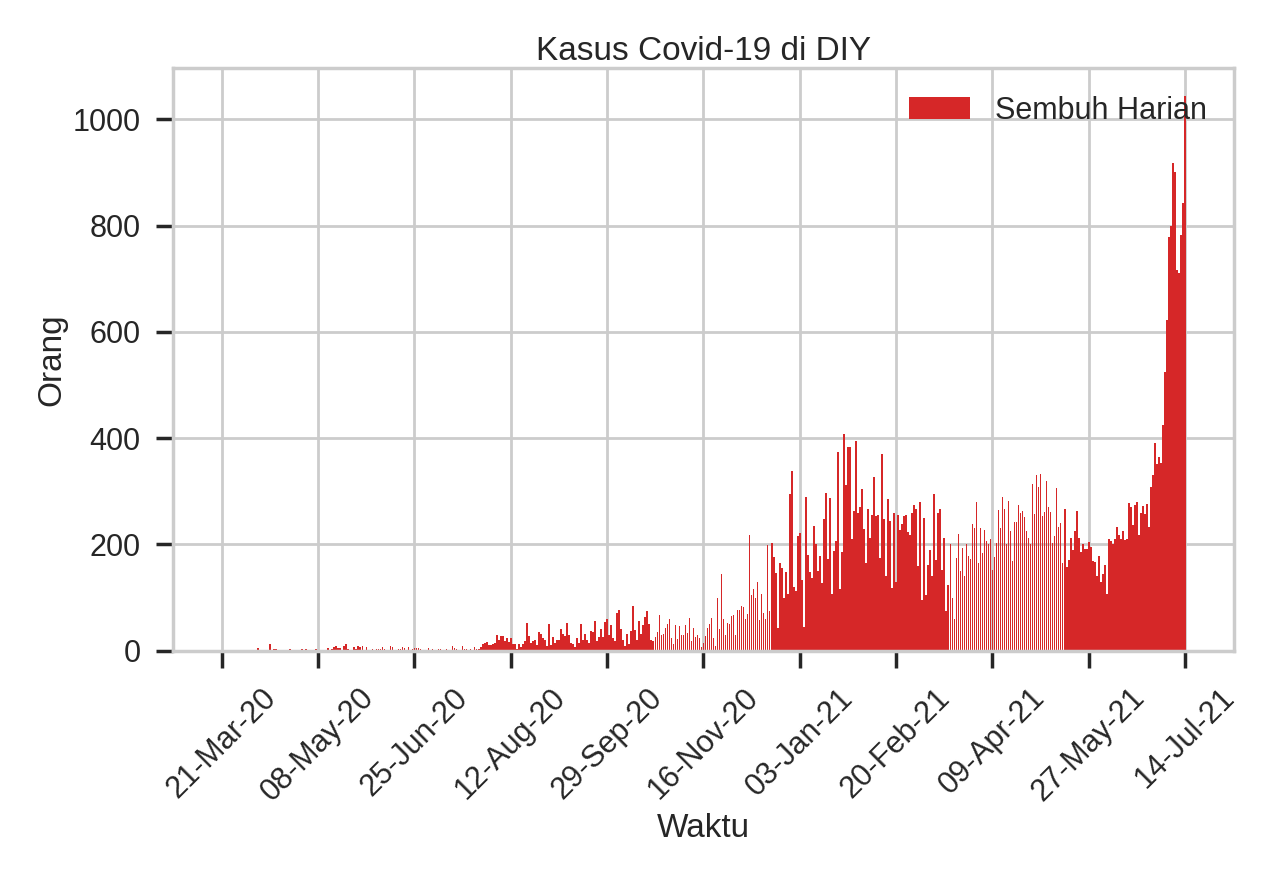 Kasus Covid-19 di DIY
Sembuh Harian
Orang
1000
800
600
400
200
0
21-Mar-20
08-May-20
25-Jun-20
12-Aug-20
29-Sep-20
16-Nov-20
03-Jan-21
20-Feb-21
09-Apr-21
27-May-21
14-Jul-21
Waktu